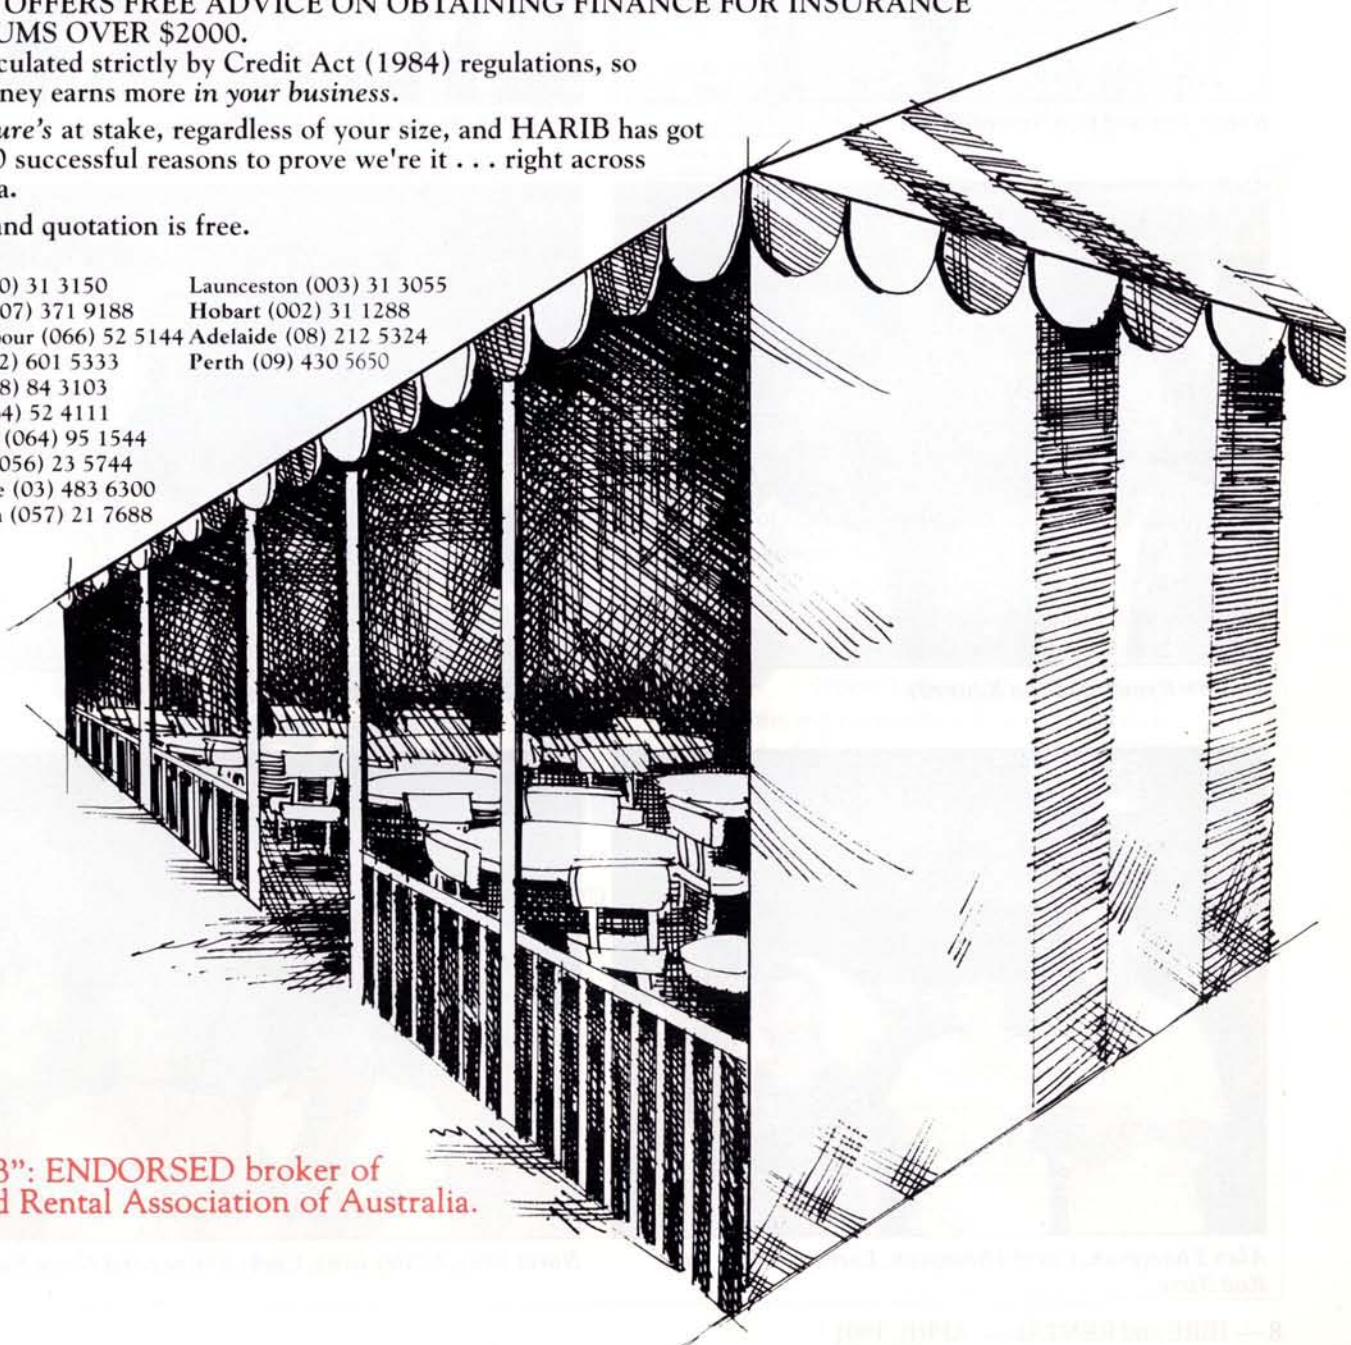 OFFERS FREE ADVICE ON OBTAINING FINANCE FOR INSURANCE
UMS OVER $2000.
culated strictly by Credit Act (1984) regulations, so
ney earns more in your business.
ure's at stake, regardless of your size, and HARIB has got
0 successful reasons to prove we're it . . . right across
a.
and quotation is free.
0) 31 3150
07) 371 9188
our (066) 52 5144
2) 601 5333
8) 84 3103
4) 52 4111
(064) 95 1544
056) 23 5744
e (03) 483 6300
(057) 21 7688
Launceston (003) 31 3055
Hobart (002) 31 1288
Adelaide (08) 212 5324
Perth (09) 430 5650
B”: ENDORSED broker of
d Rental Association of Australia.